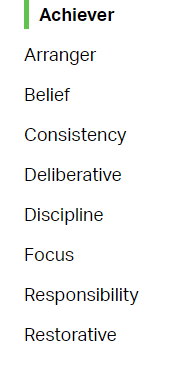 Achiever
Arranger
Belief
Consistency
Deliberative
Discipline
Focus
Responsibility
Restorative